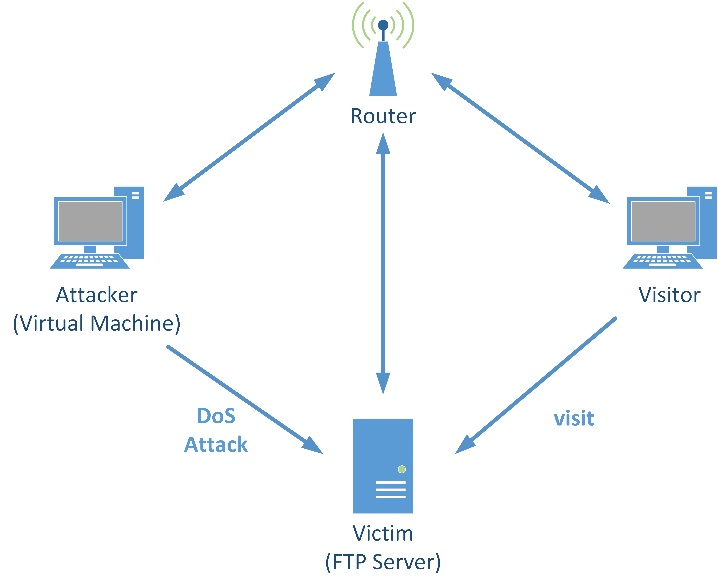 Router
Attacker
(Virtual Machine)
Visitor
DoS
Attack
visit
Victim
(FTP Server)